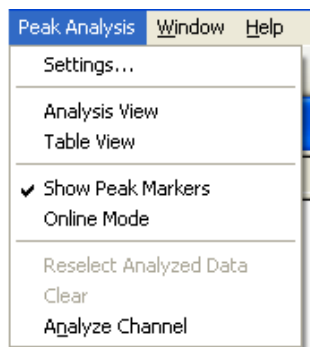 Peak Analysis Window Help
Settings...
Analysis View
Table View
Show Peak Markers
Online Mode
Reselect Analyzed Data
Clear
Analyze Channel